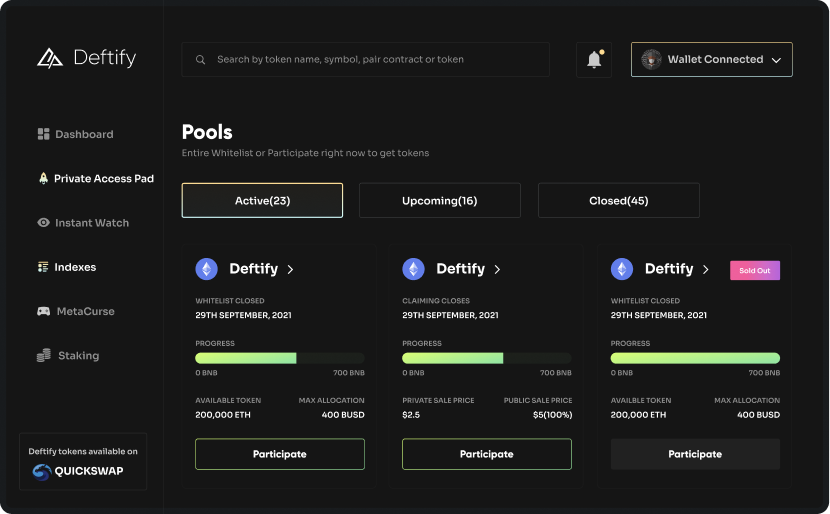 Deftify
Search by token name, symbol, pair contract or token
Wallet Connected
Dashboard
Private Access Pad
Instant Watch
Indexes
MetaCurse
Staking
Deftify tokens available on
QUICKSWAP
Pools
Entire Whitelist or Participate right now to get tokens
Active(23)
Upcoming(16)
Closed(45)
Deftify
WHITELIST CLOSED
29TH SEPTEMBER, 2021
PROGRESS
0 BNB 700 BNB
AVAILABLE TOKEN MAX ALLOCATION
200,000 ETH 400 BUSD
Participate
Deftify
CLAIMING CLOSES
29TH SEPTEMBER, 2021
PROGRESS
0 BNB 700 BNB
PRIVATE SALE PRICE PUBLIC SALE PRICE
$2.5 $5(100%)
Participate
Deftify
Sold Out
WHITELIST CLOSED
29TH SEPTEMBER, 2021
PROGRESS
0 BNB 700 BNB
AVAILBLE TOKEN MAX ALLOCATION
200,000 ETH 400 BUSD
Participate